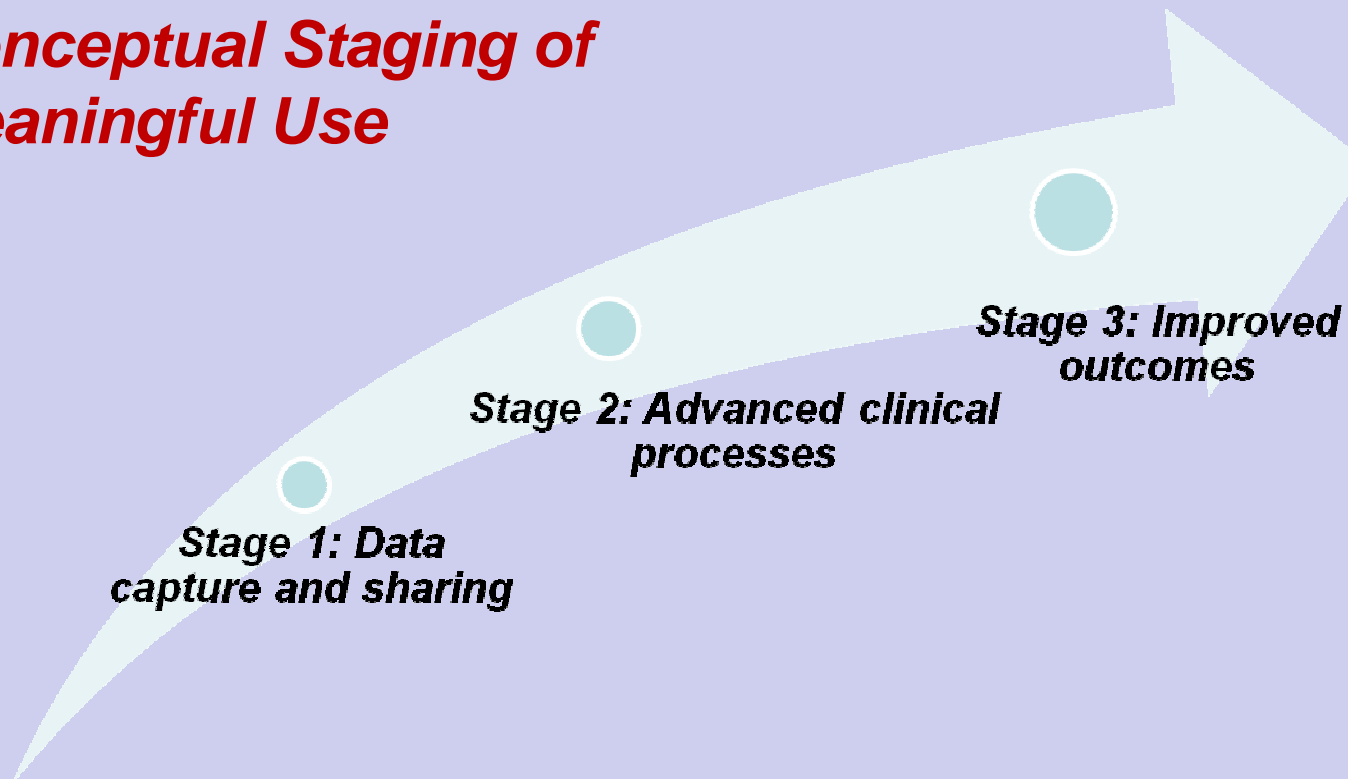 onceptual Staging of
eaningful Use
Stage 3: Improved
outcomes
Stage 2: Advanced clinical
processes
Stage 1: Data
capture and sharing